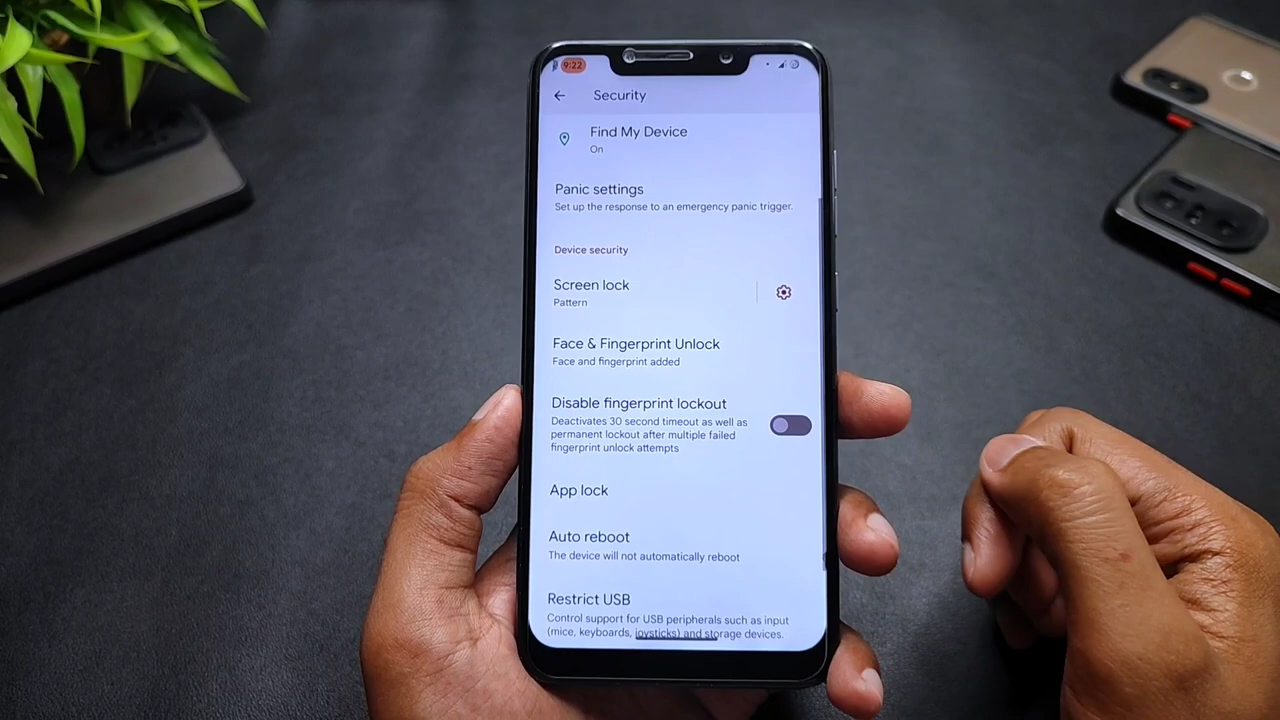 9:22
Security
Find My Device
On
Panic settings
Set up the response to an emergency panic trigger.
Device security
Screen lock
Pattern
Face & Fingerprint Unlock
Face and fingerprint added
Disable fingerprint lockout
Deactivates 30 second timeout as well as
permanent lockout after multiple failed
fingerprint unlock attempts
App lock
Auto reboot
The device will not automatically reboot
Restrict USB
Control support for USB peripherals such as input
(mice, keyboards, joysticks) and storage devices.